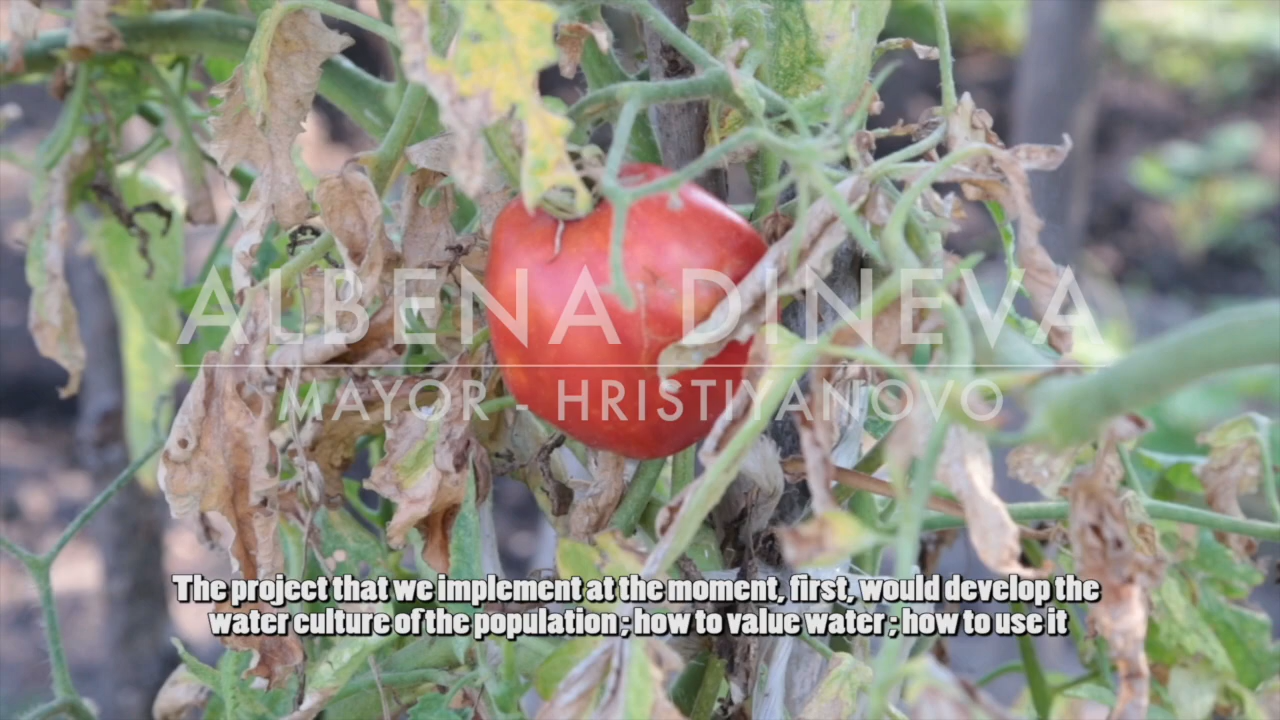 ALBENA DINEVA
MAYOR - HRISTIYANOVO
The project that we implement at the moment, first, would develop the
water culture of the population ; how to value water ; how to use it